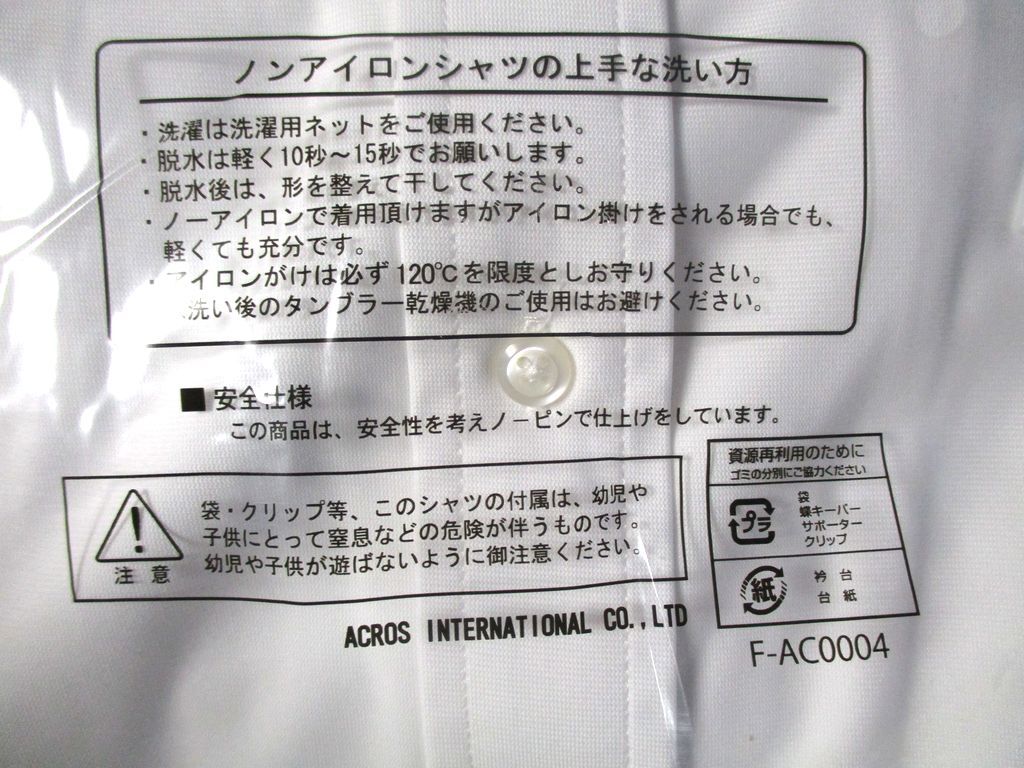 ノンアイロンシャツの上手な洗い方
・洗濯は洗濯用ネットをご使用ください。
・脱水は軽く10秒～15秒でお願いします。
・脱水後は、形を整えて干してください。
・ノーアイロンで着用頂けますがアイロン掛けをされる場合でも、
軽くても充分です。
・アイロンがけは必ず120℃を限度としお守りください。
洗い後のタンブラー乾燥機のご使用はお避けください。
■安全仕様
この商品は、安全性を考えノーピンで仕上げをしています。
袋・クリップ等、このシャツの付属は、幼児や
子供にとって窒息などの危険が伴うものです。
幼児や子供が遊ばないように御注意ください。
注意
ACROS INTERNATIONAL CO.,LTD
資源再利用のために
ゴミの分別にご協力ください
プラ
袋
蝶キーパー
サポーター
クリップ
紙
衿台
台紙
F-AC0004